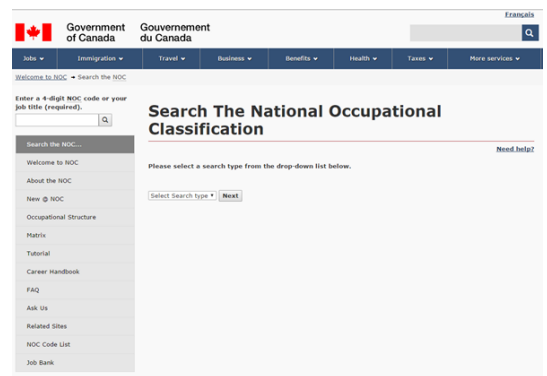 Français
Government of Canada
Gouvernement du Canada
Jobs
Immigration
Travel
Business
Benefits
Health
Taxes
More services
Welcome to NOC → Search the NOC
Enter a 4-digit NOC code or your
job title (required).
Search the NOC...
Welcome to NOC
About the NOC
New @ NOC
Occupational Structure
Matrix
Tutorial
Career Handbook
FAQ
Ask Us
Related Sites
NOC Code List
Job Bank
Search The National Occupational
Classification
Need help?
Please select a search type from the drop-down list below.
Select Search type
Next